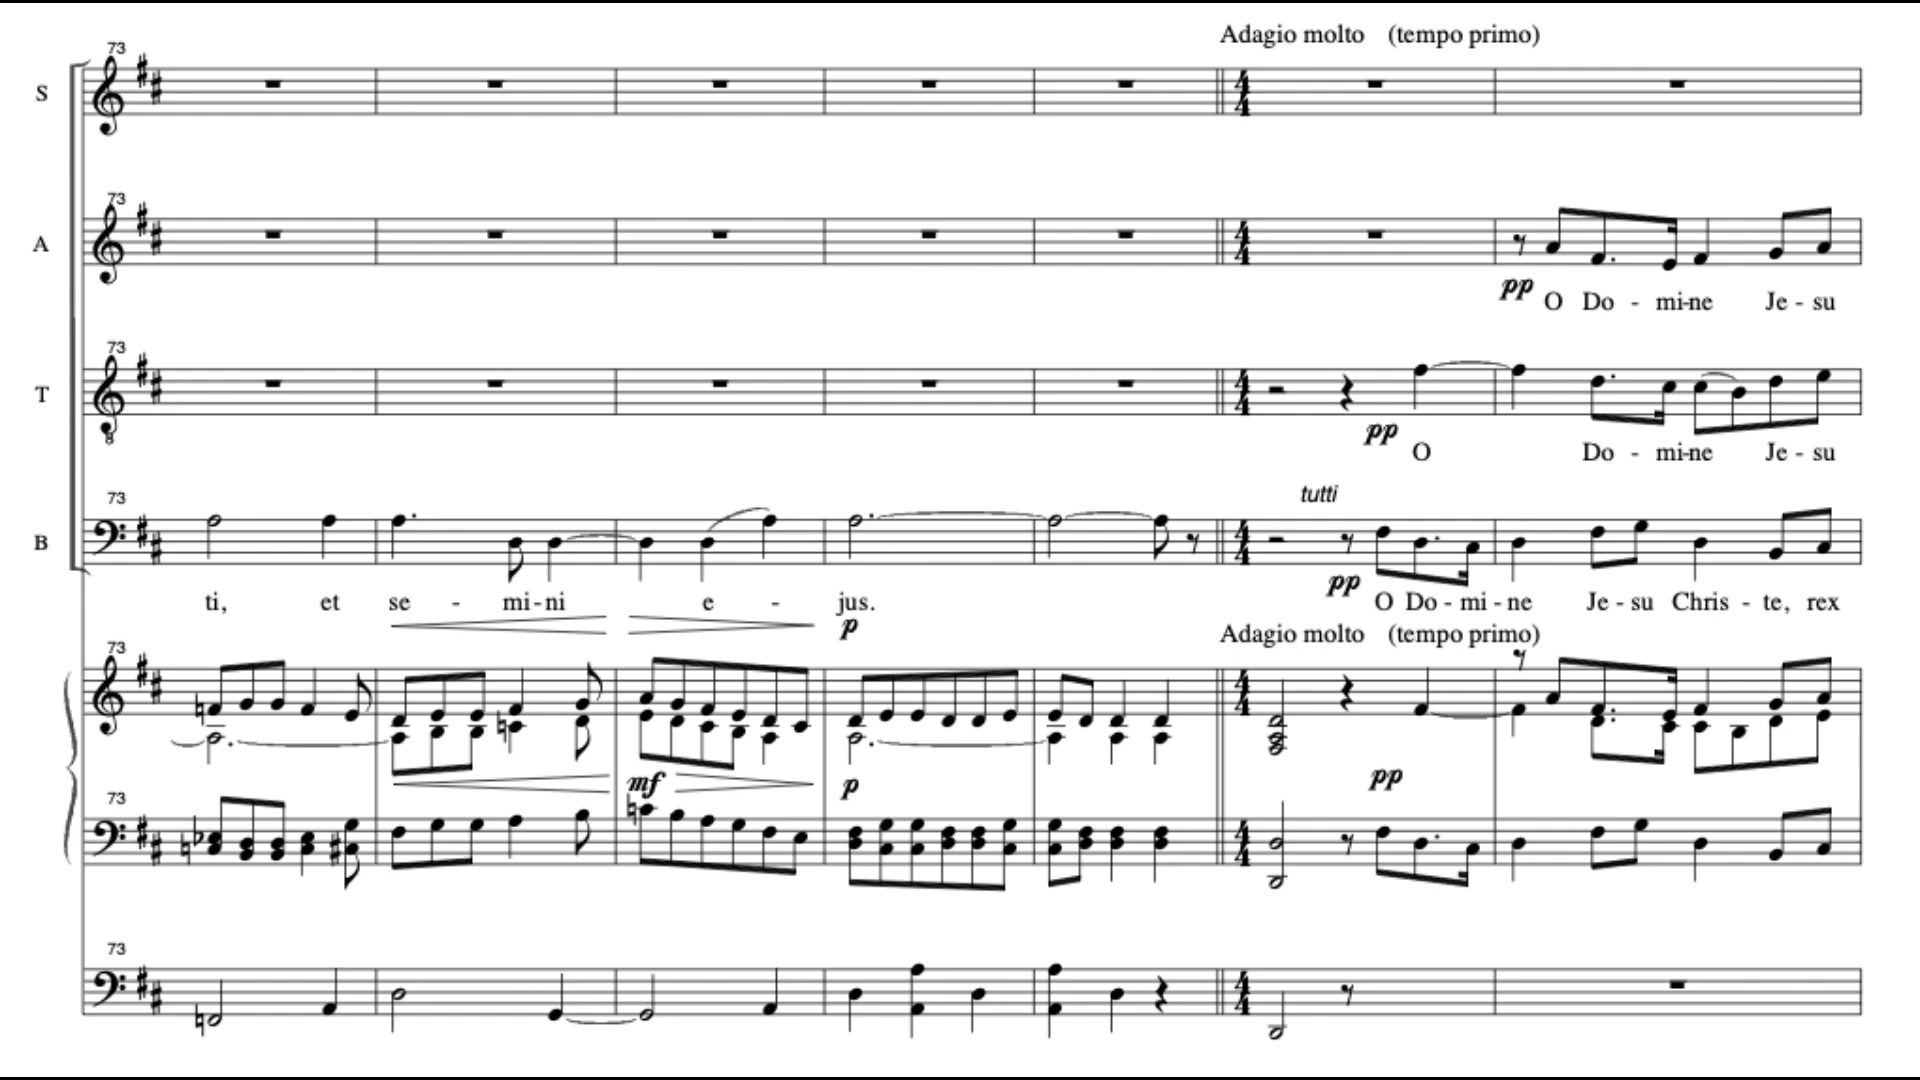 Adagio molto (tempo primo)
73
S
73
A
pp
O Do - mi-ne Je - su
73
T
pp
O Do - mi-ne Je - su
73
tutti
B
pp
ti, et se - mi-ni e - jus. O Do - mi - ne Je - su Chris - te, rex
p
Adagio molto (tempo primo)
73
mf p pp
73
73
4 4